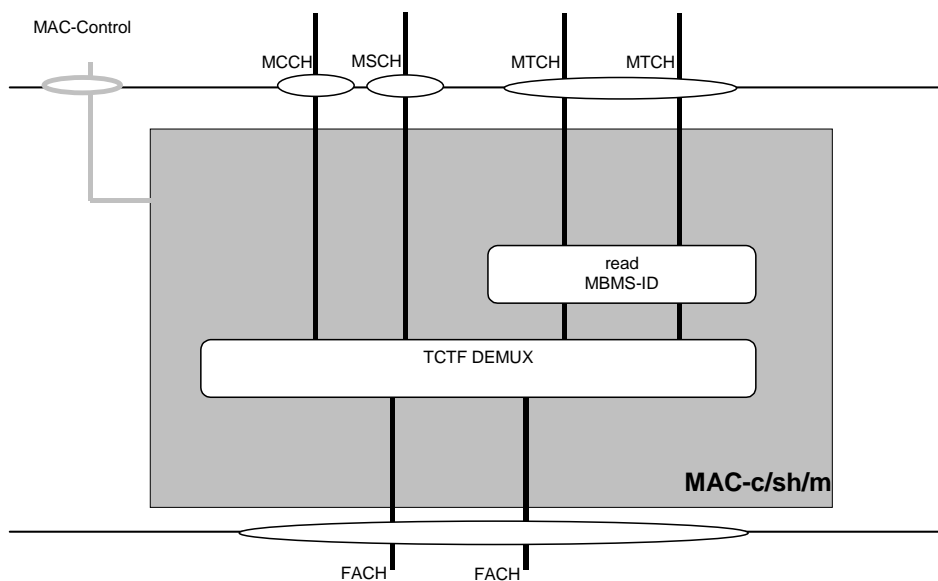 MAC-Control
MCCH
MSCH
MTCH
MTCH
read
MBMS-ID
TCTF DEMUX
MAC-c/sh/m
FACH
FACH